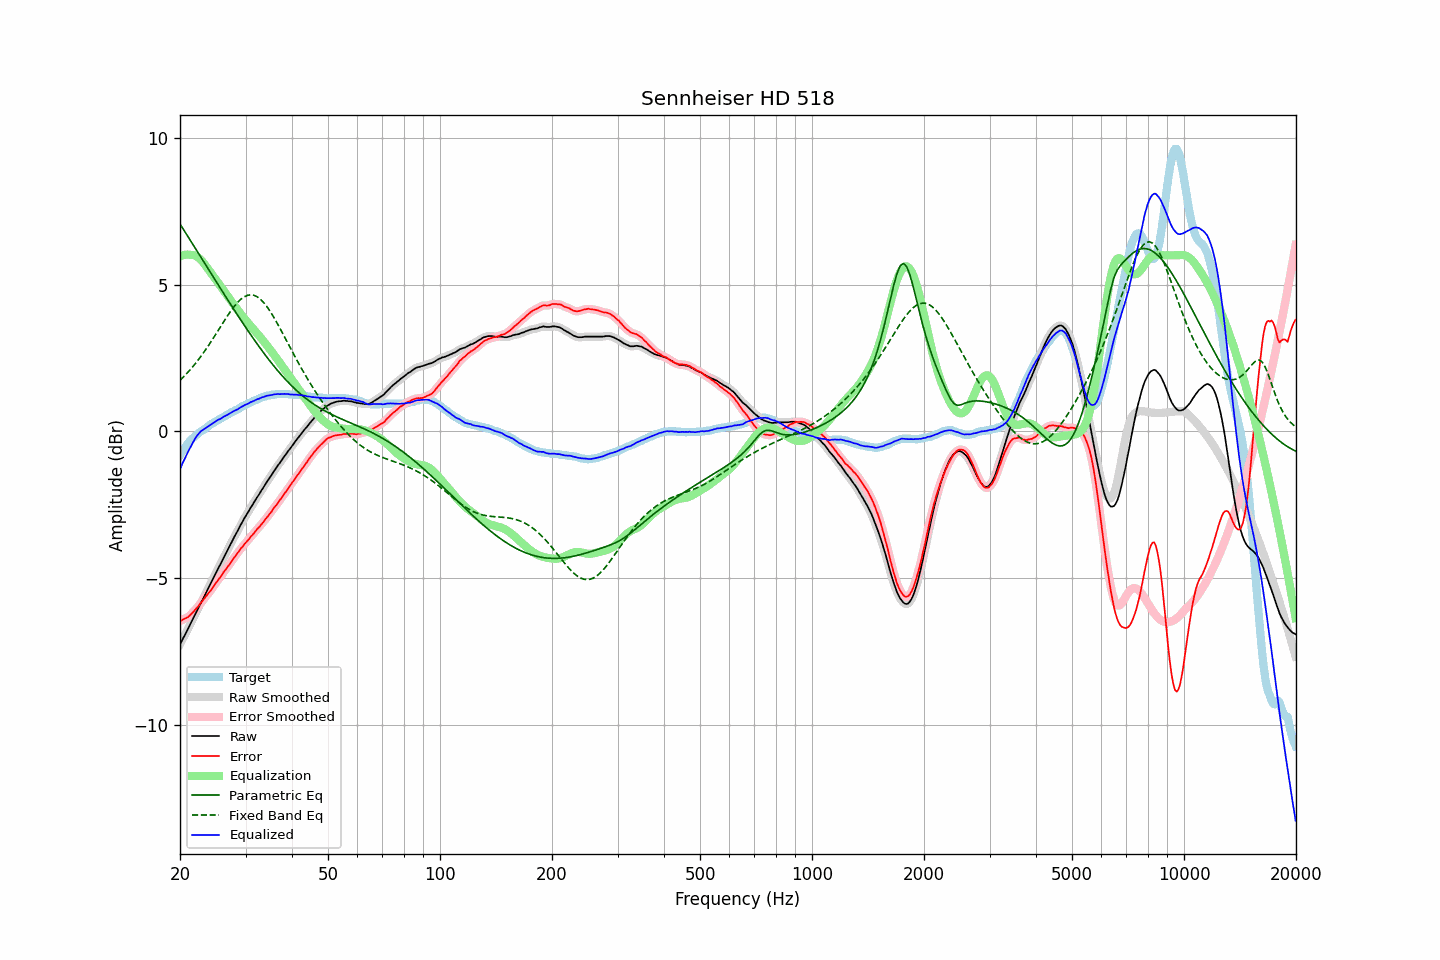 Sennheiser HD 518
Amplitude (dBr)
10
5
0
−5
−10
Target
Raw Smoothed
Error Smoothed
Raw
Error
Equalization
Parametric Eq
Fixed Band Eq
Equalized
20 50 100 200 500 1000 2000 5000 10000 20000
Frequency (Hz)